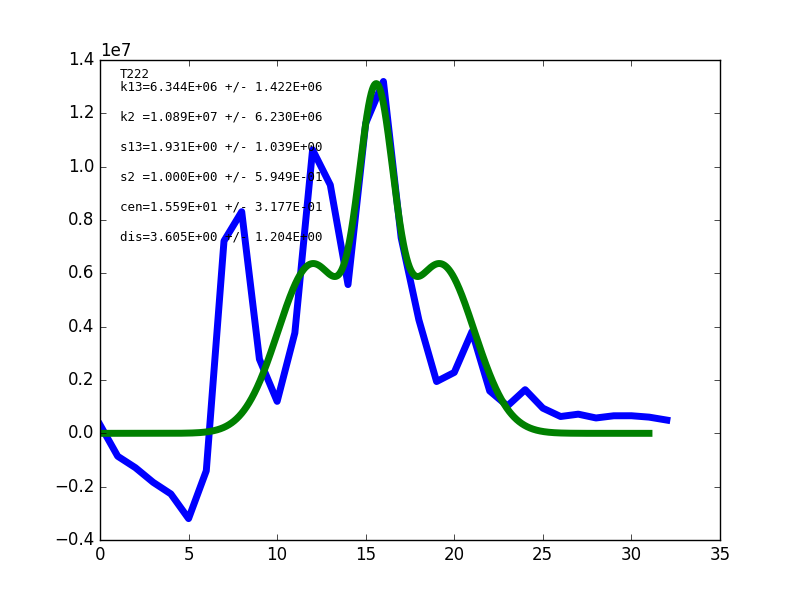 1e7
T222
k13=6.344E+06 +/- 1.422E+06
k2 =1.089E+07 +/- 6.230E+06
s13=1.931E+00 +/- 1.039E+00
s2 =1.000E+00 +/- 5.949E-01
cen=1.559E+01 +/- 3.177E-01
dis=3.605E+00 +/- 1.204E+00
1.4
1.2
1.0
0.8
0.6
0.4
0.2
0.0
−0.2
−0.4
0 5 10 15 20 25 30 35